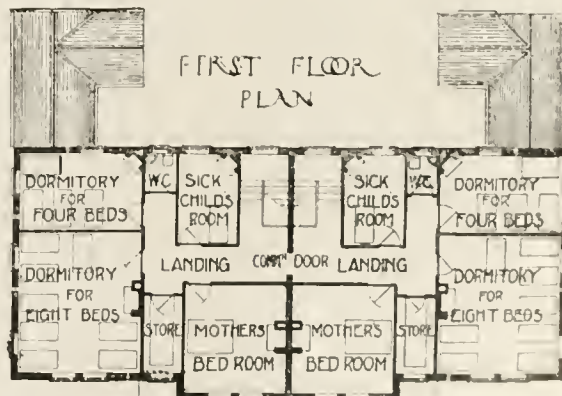 FIRST FLOOR
PLAN
DORMITORY
FOR
FOUR BEDS
W.C.
SICK
CHILDS
ROOM
SICK
CHILDS
ROOM
W.C.
DORMITORY
FOR
FOUR BEDS
LANDING
COMTN DOOR
LANDING
DORMITORY
FOR
EIGHT BEDS
STORE
MOTHERS
BED ROOM
MOTHERS
BED ROOM
STORE
DORMITORY
FOR
EIGHT BEDS